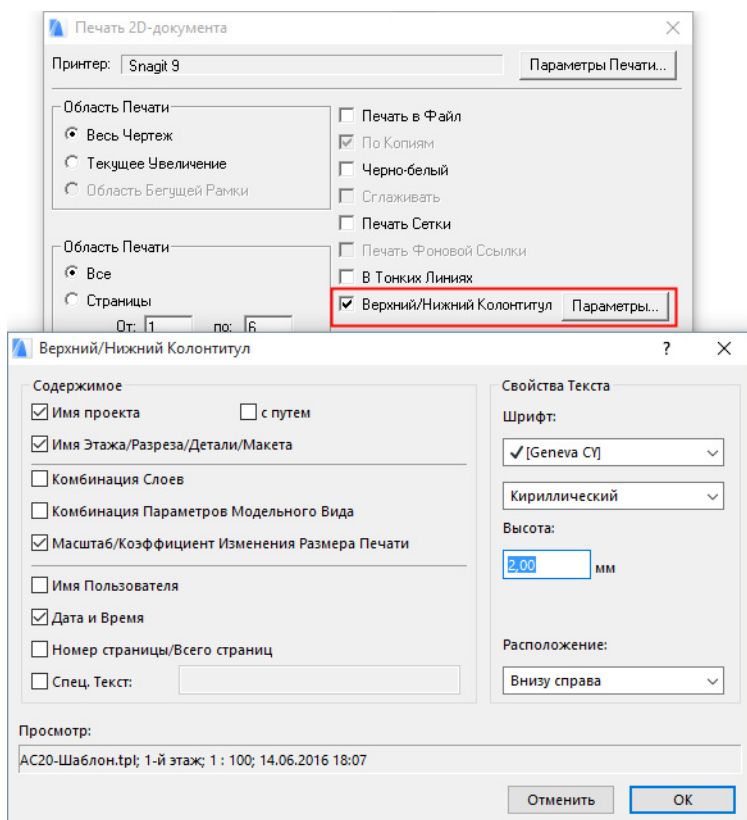 Печать 2D-документа
Принтер: Snagit 9 Параметры Печати...
Область Печати
Весь Чертеж
Текущее Увеличение
Область Бегущей Рамки
Область Печати
Все
Страницы
От: 1 по: 6
Печать в Файл
По Копиям
Черно-белый
Сглаживать
Печать Сетки
Печать Фоновой Ссылки
В Тонких Линиях
Верхний/Нижний Колонтитул Параметры...
Верхний/Нижний Колонтитул ?
Содержимое
Имя проекта с путем
Имя Этажа/Разреза/Детали/Макета
Комбинация Слоев
Комбинация Параметров Модельного Вида
Масштаб/Коэффициент Изменения Размера Печати
Имя Пользователя
Дата и Время
Номер страницы/Всего страниц
Спец. Текст:
Свойства Текста
Шрифт:
[Geneva CY]
Кириллический
Высота:
2,00 мм
Расположение:
Внизу справа
Просмотр:
AC20-Шаблон.tpl; 1-й этаж; 1 : 100; 14.06.2016 18:07
Отменить OK